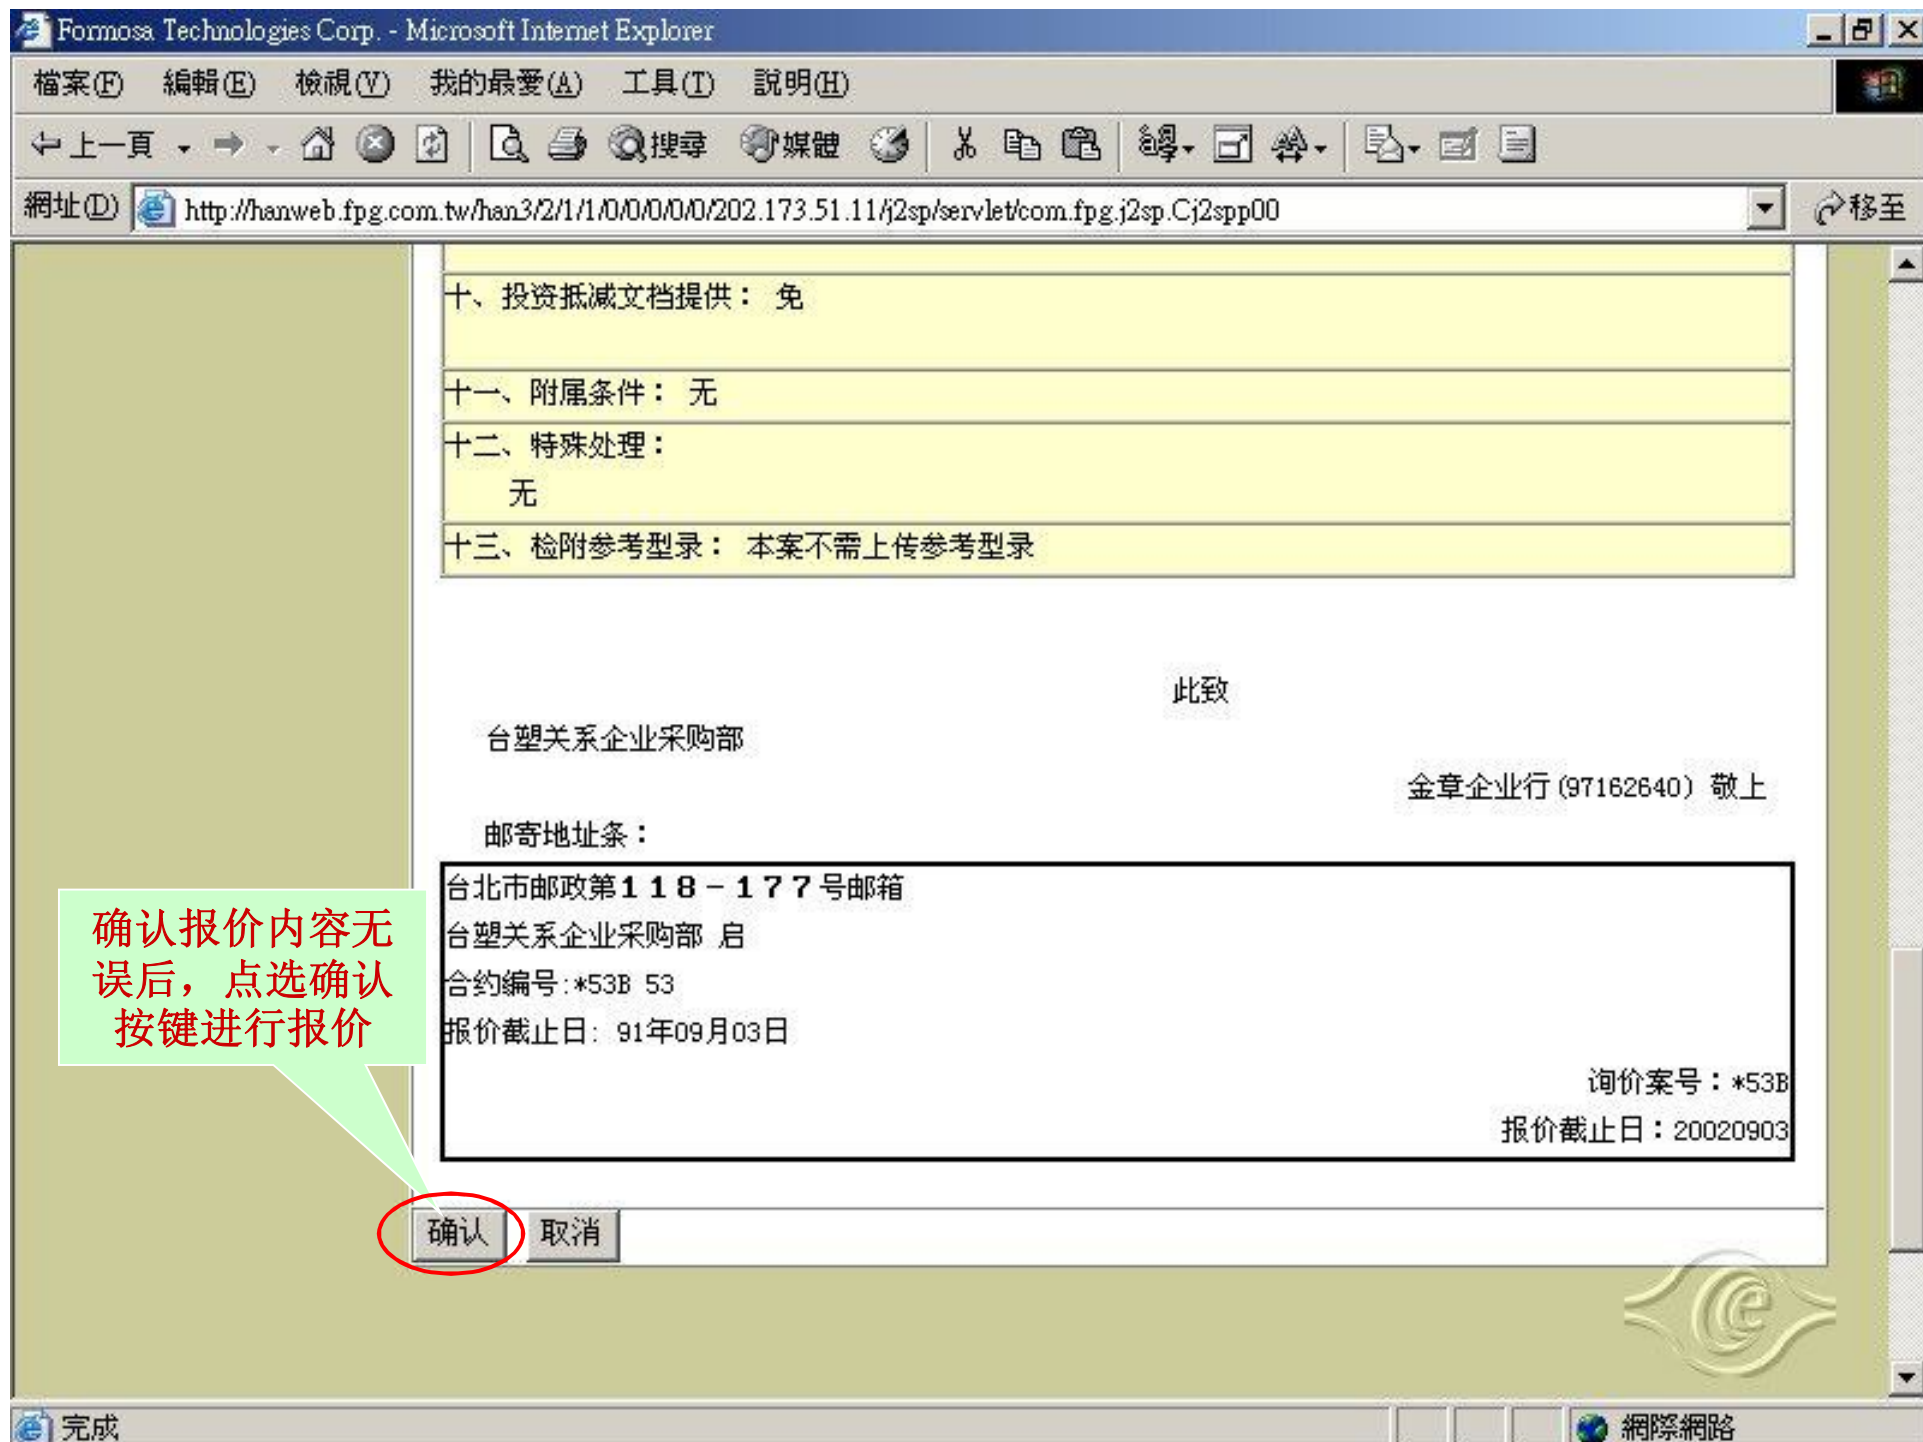 Formosa Technologies Corp. - Microsoft Internet Explorer
檔案(F) 編輯(E) 檢視(V) 我的最愛(A) 工具(T) 說明(H)
上一頁 搜尋 媒體
網址(D) http://hanweb.fpg.com.tw/han3/2/1/1/0/0/0/0/0/202.173.51.11/j2sp/servlet/com.fpg.j2sp.Cj2spp00 移至
十、投资抵减文档提供： 免
十一、附属条件： 无
十二、特殊处理：
无
十三、检附参考型录： 本案不需上传参考型录
此致
台塑关系企业采购部
金章企业行(97162640) 敬上
邮寄地址条：
台北市邮政第118-177号邮箱
台塑关系企业采购部 启
合约编号:*53B 53
报价截止日: 91年09月03日
询价案号：*53B
报价截止日：20020903
确认报价内容无
误后，点选确认
按键进行报价
确认 取消
e
完成 網際網路